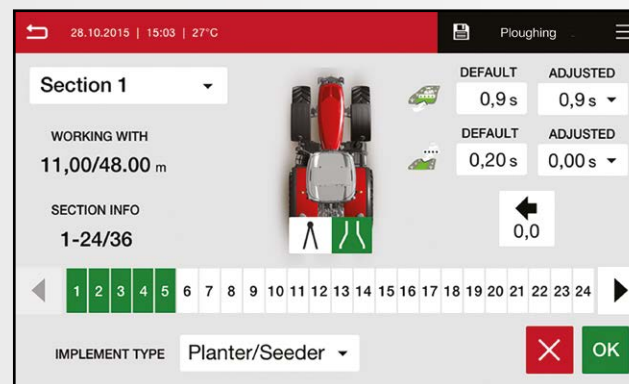 28.10.2015 | 15:03 | 27°C
Ploughing
Section 1
DEFAULT ADJUSTED
0,9 s 0,9 s
WORKING WITH
11,00/48.00 m
DEFAULT ADJUSTED
0,20 s 0,00 s
SECTION INFO
1-24/36
0,0
1 2 3 4 5 6 7 8 9 10 11 12 13 14 15 16 17 18 19 20 21 22 23 24
IMPLEMENT TYPE Planter/Seeder
OK